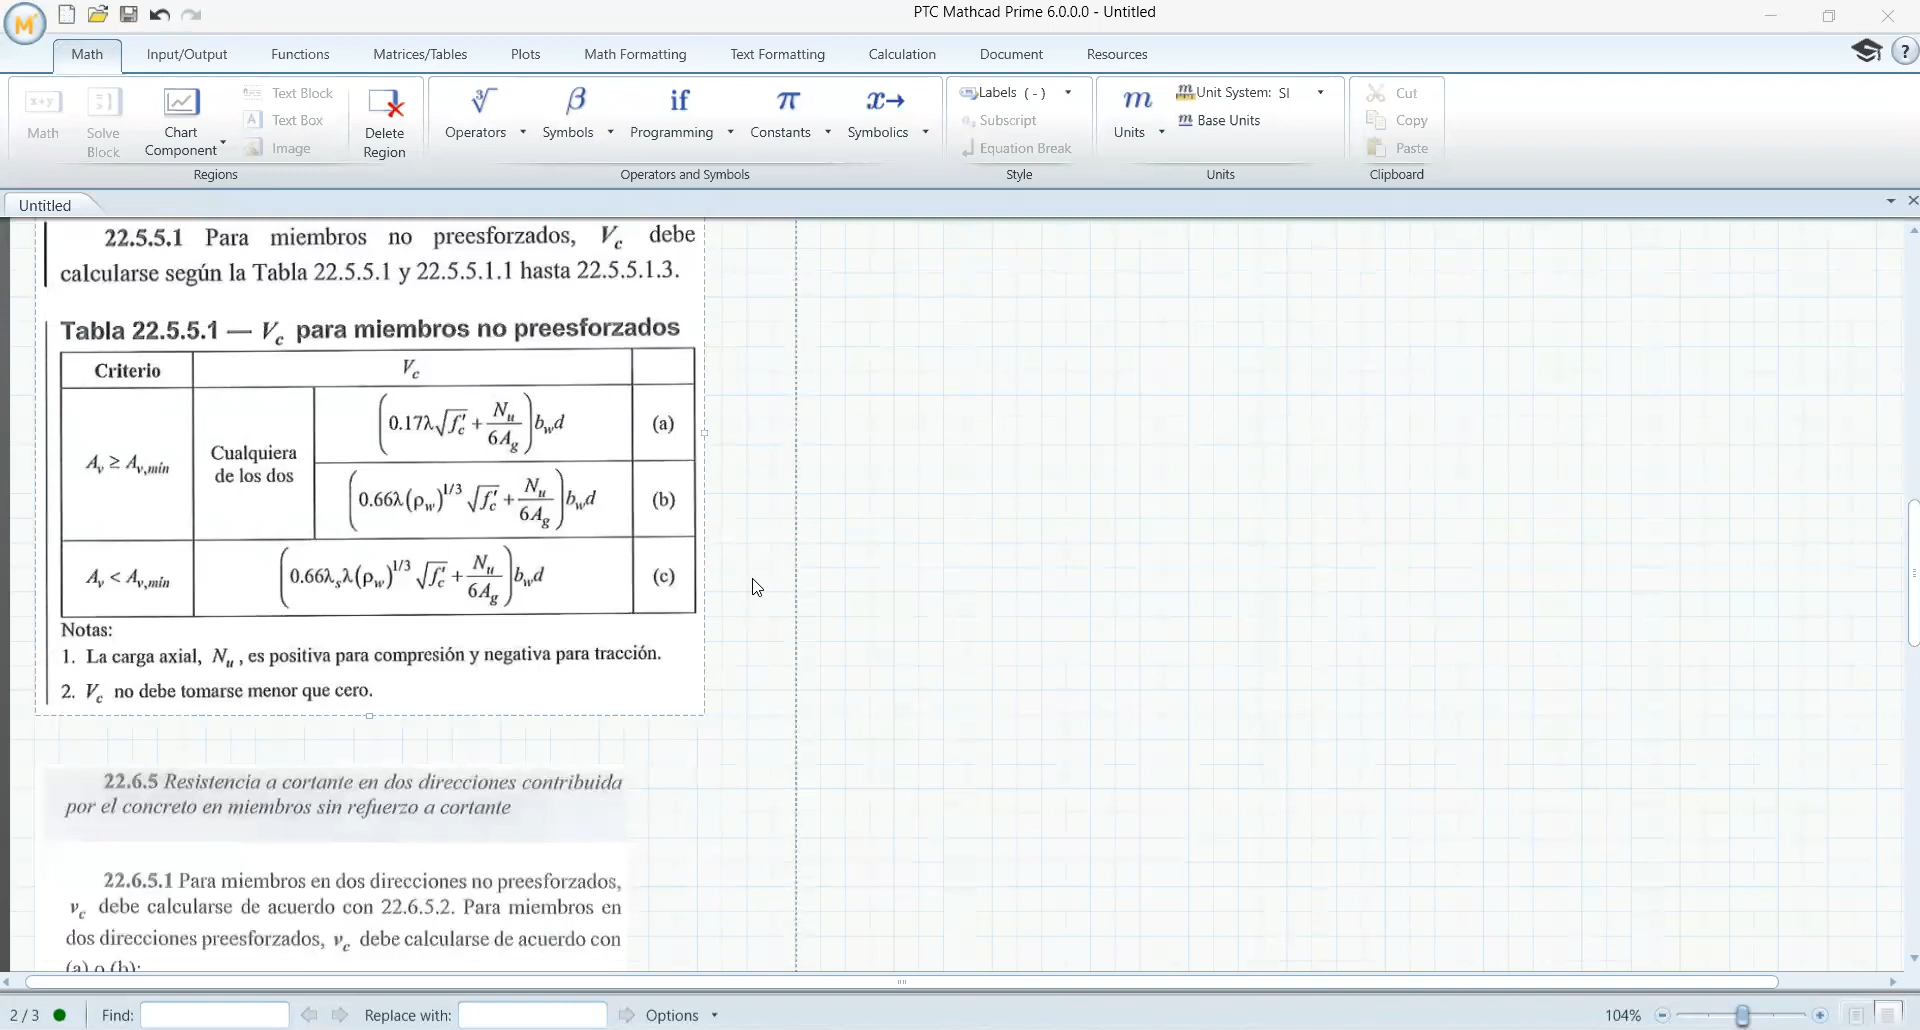 PTC Mathcad Prime 6.0.0.0 - Untitled
Math Input/Output Functions Matrices/Tables Plots Math Formatting Text Formatting Calculation Document Resources
Math
Solve Block
Chart Component
Text Block
Text Box
Image
Delete Region
Regions
Operators Symbols Programming Constants Symbolics
Operators and Symbols
Labels ( - )
Subscript
Equation Break
Style
Units
Unit System: SI
Base Units
Units
Cut
Copy
Paste
Clipboard
Untitled
22.5.5.1 Para miembros no preesforzados, V_c debe
calcularse según la Tabla 22.5.5.1 y 22.5.5.1.1 hasta 22.5.5.1.3.
Tabla 22.5.5.1 — V_c para miembros no preesforzados
Criterio V_c
A_v ≥ A_v,mín Cualquiera de los dos
(0.17λ√f'_c + N_u/6A_g) b_w d (a)
(0.66λ(ρ_w)^1/3 √f'_c + N_u/6A_g) b_w d (b)
A_v < A_v,mín (0.66λ_s λ(ρ_w)^1/3 √f'_c + N_u/6A_g) b_w d (c)
Notas:
1. La carga axial, N_u, es positiva para compresión y negativa para tracción.
2. V_c no debe tomarse menor que cero.
22.6.5 Resistencia a cortante en dos direcciones contribuida
por el concreto en miembros sin refuerzo a cortante
22.6.5.1 Para miembros en dos direcciones no preesforzados,
v_c debe calcularse de acuerdo con 22.6.5.2. Para miembros en
dos direcciones preesforzados, v_c debe calcularse de acuerdo con
(a) o (b):
2 / 3 Find: Replace with: Options 104%